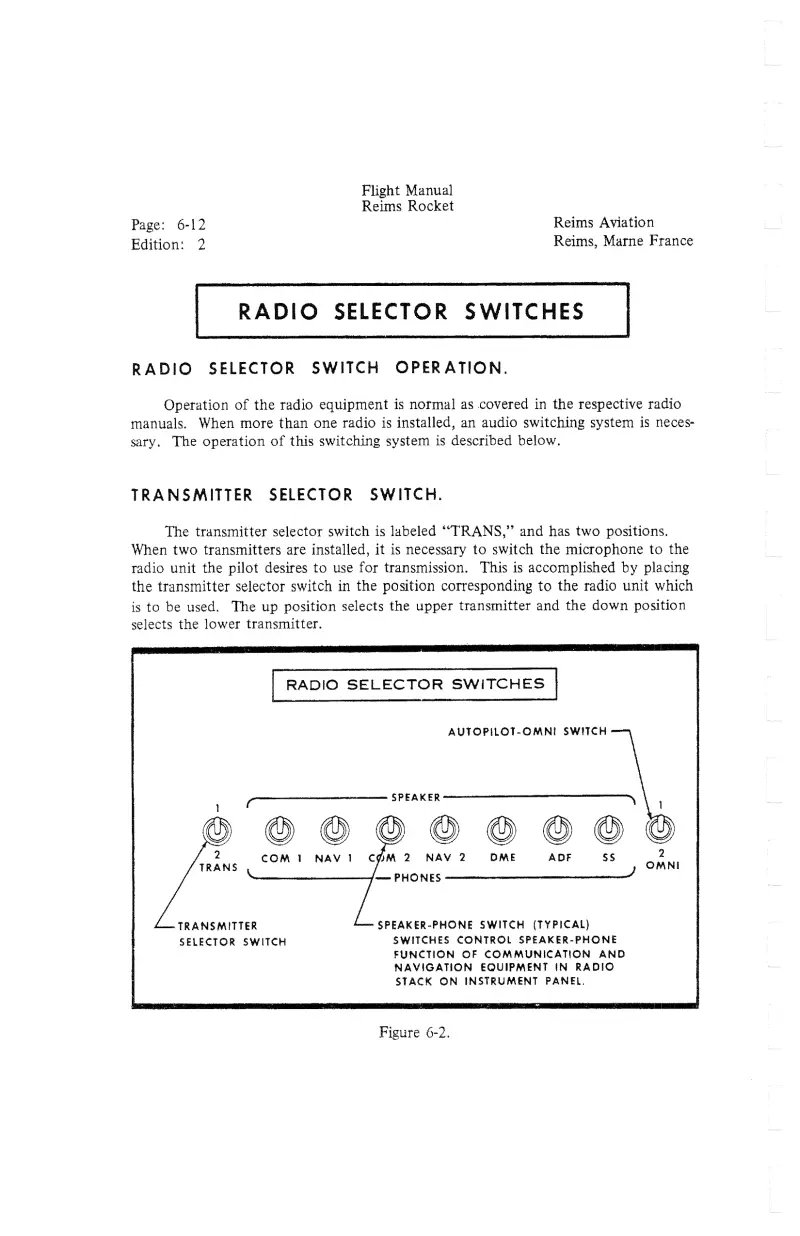 Flight Manual
Reims Rocket
Page: 6-12
Edition: 2
Reims Aviation
Reims, Marne France
RADIO SELECTOR SWITCHES
RADIO SELECTOR SWITCH OPERATION.
Operation of the radio equipment is normal as covered in the respective radio
manuals. When more than one radio is installed, an audio switching system is neces-
sary. The operation of this switching system is described below.
TRANSMITTER SELECTOR SWITCH.
The transmitter selector switch is labeled “TRANS,” and has two positions.
When two transmitters are installed, it is necessary to switch the microphone to the
radio unit the pilot desires to use for transmission. This is accomplished by placing
the transmitter selector switch in the position corresponding to the radio unit which
is to be used. The up position selects the upper transmitter and the down position
selects the lower transmitter.
RADIO SELECTOR SWITCHES
AUTOPILOT-OMNI SWITCH
SPEAKER
1
1
2
TRANS
COM 1 NAV 1 COM 2 NAV 2 DME ADF SS
2
OMNI
PHONES
TRANSMITTER
SELECTOR SWITCH
SPEAKER-PHONE SWITCH (TYPICAL)
SWITCHES CONTROL SPEAKER-PHONE
FUNCTION OF COMMUNICATION AND
NAVIGATION EQUIPMENT IN RADIO
STACK ON INSTRUMENT PANEL.
Figure 6-2.